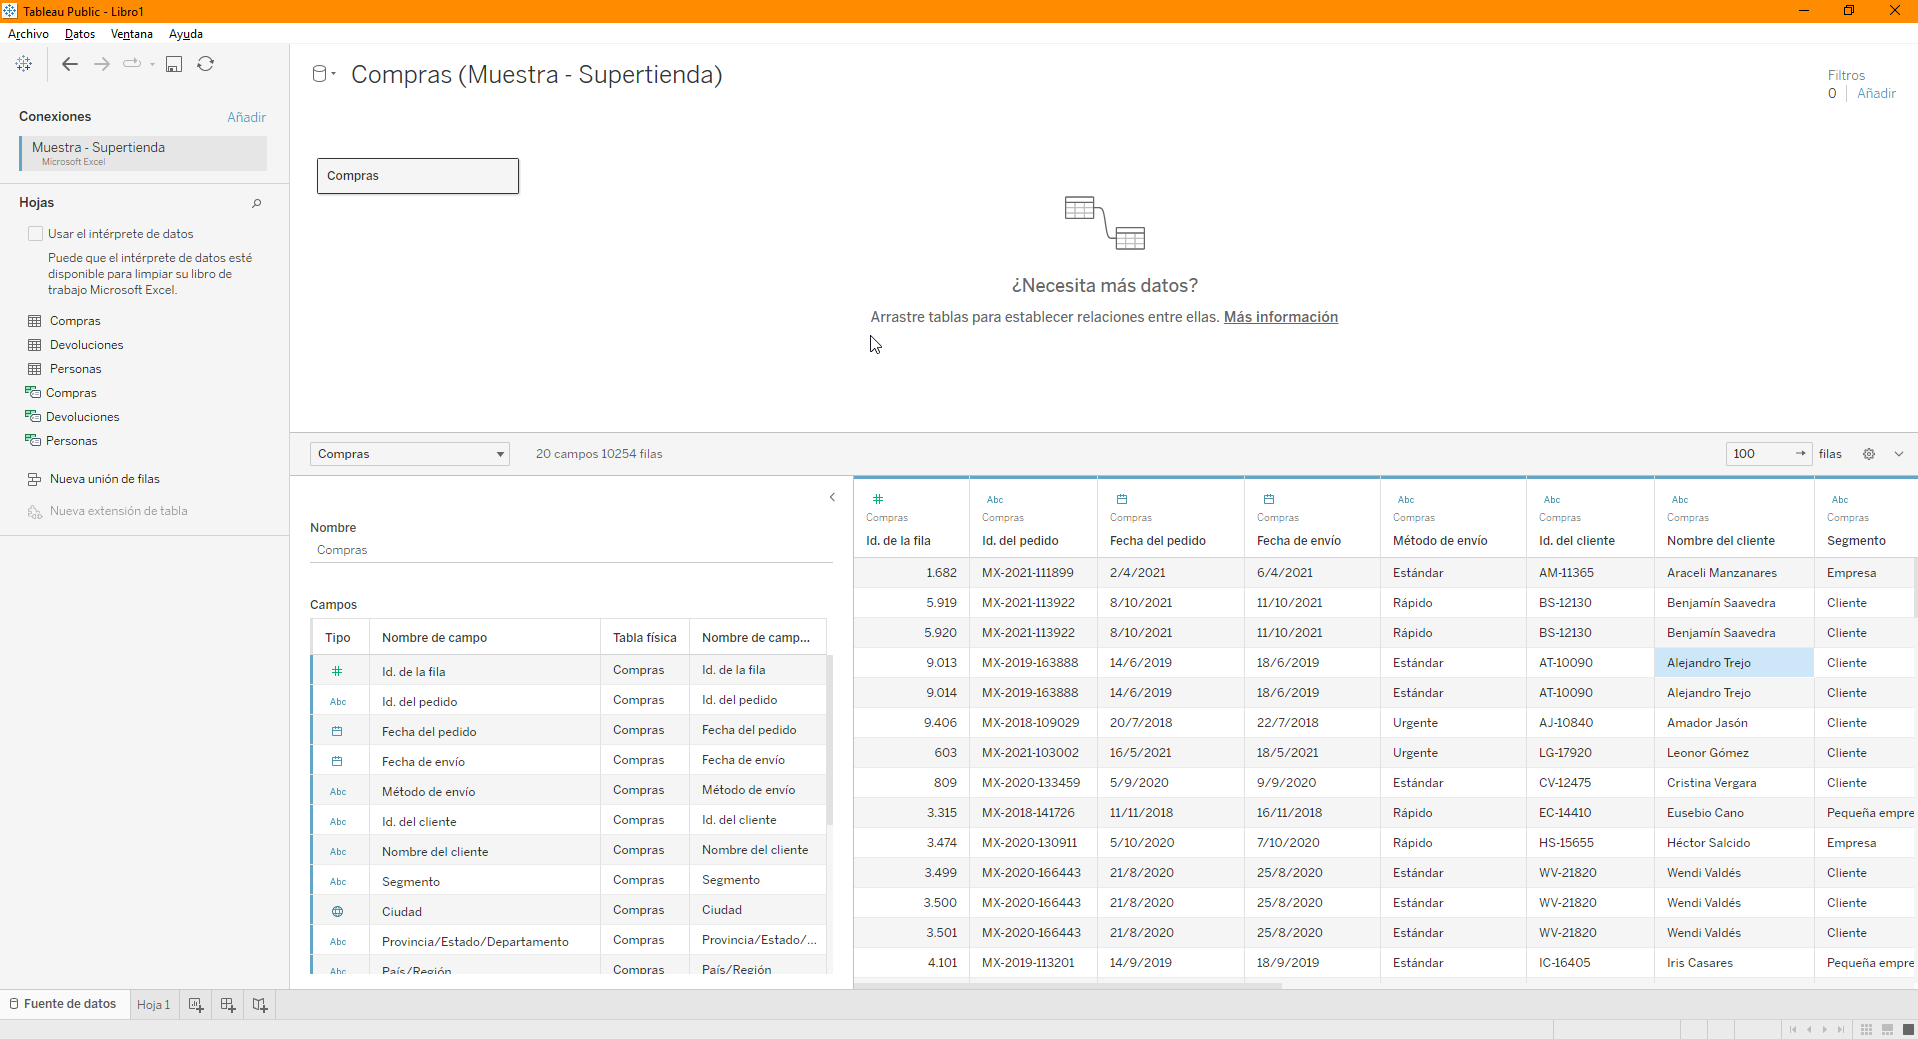 Tableau Public - Libro1
Archivo Datos Ventana Ayuda
Conexiones Añadir
Muestra - Supertienda
Microsoft Excel
Hojas
Usar el intérprete de datos
Puede que el intérprete de datos esté
disponible para limpiar su libro de
trabajo Microsoft Excel.
Compras
Devoluciones
Personas
Compras
Devoluciones
Personas
Nueva unión de filas
Nueva extensión de tabla
Compras (Muestra - Supertienda)
Filtros
0 Añadir
Compras
¿Necesita más datos?
Arrastre tablas para establecer relaciones entre ellas. Más información
Compras 20 campos 10254 filas 100 filas
Nombre
Compras
Campos
Tipo Nombre de campo Tabla física Nombre de camp...
# Id. de la fila Compras Id. de la fila
Abc Id. del pedido Compras Id. del pedido
Fecha del pedido Compras Fecha del pedido
Fecha de envío Compras Fecha de envío
Abc Método de envío Compras Método de envío
Abc Id. del cliente Compras Id. del cliente
Abc Nombre del cliente Compras Nombre del cliente
Abc Segmento Compras Segmento
Ciudad Compras Ciudad
Abc Provincia/Estado/Departamento Compras Provincia/Estado/...
Abc País/Región Compras País/Región
# Abc Abc Abc Abc Abc
Compras Compras Compras Compras Compras Compras Compras Compras
Id. de la fila Id. del pedido Fecha del pedido Fecha de envío Método de envío Id. del cliente Nombre del cliente Segmento
1.682 MX-2021-111899 2/4/2021 6/4/2021 Estándar AM-11365 Araceli Manzanares Empresa
5.919 MX-2021-113922 8/10/2021 11/10/2021 Rápido BS-12130 Benjamín Saavedra Cliente
5.920 MX-2021-113922 8/10/2021 11/10/2021 Rápido BS-12130 Benjamín Saavedra Cliente
9.013 MX-2019-163888 14/6/2019 18/6/2019 Estándar AT-10090 Alejandro Trejo Cliente
9.014 MX-2019-163888 14/6/2019 18/6/2019 Estándar AT-10090 Alejandro Trejo Cliente
9.406 MX-2018-109029 20/7/2018 22/7/2018 Urgente AJ-10840 Amador Jasón Cliente
603 MX-2021-103002 16/5/2021 18/5/2021 Urgente LG-17920 Leonor Gómez Cliente
809 MX-2020-133459 5/9/2020 9/9/2020 Estándar CV-12475 Cristina Vergara Cliente
3.315 MX-2018-141726 11/11/2018 16/11/2018 Rápido EC-14410 Eusebio Cano Pequeña empre
3.474 MX-2020-130911 5/10/2020 7/10/2020 Rápido HS-15655 Héctor Salcido Empresa
3.499 MX-2020-166443 21/8/2020 25/8/2020 Estándar WV-21820 Wendi Valdés Cliente
3.500 MX-2020-166443 21/8/2020 25/8/2020 Estándar WV-21820 Wendi Valdés Cliente
3.501 MX-2020-166443 21/8/2020 25/8/2020 Estándar WV-21820 Wendi Valdés Cliente
4.101 MX-2019-113201 14/9/2019 18/9/2019 Estándar IC-16405 Iris Casares Pequeña empre
Fuente de datos Hoja 1